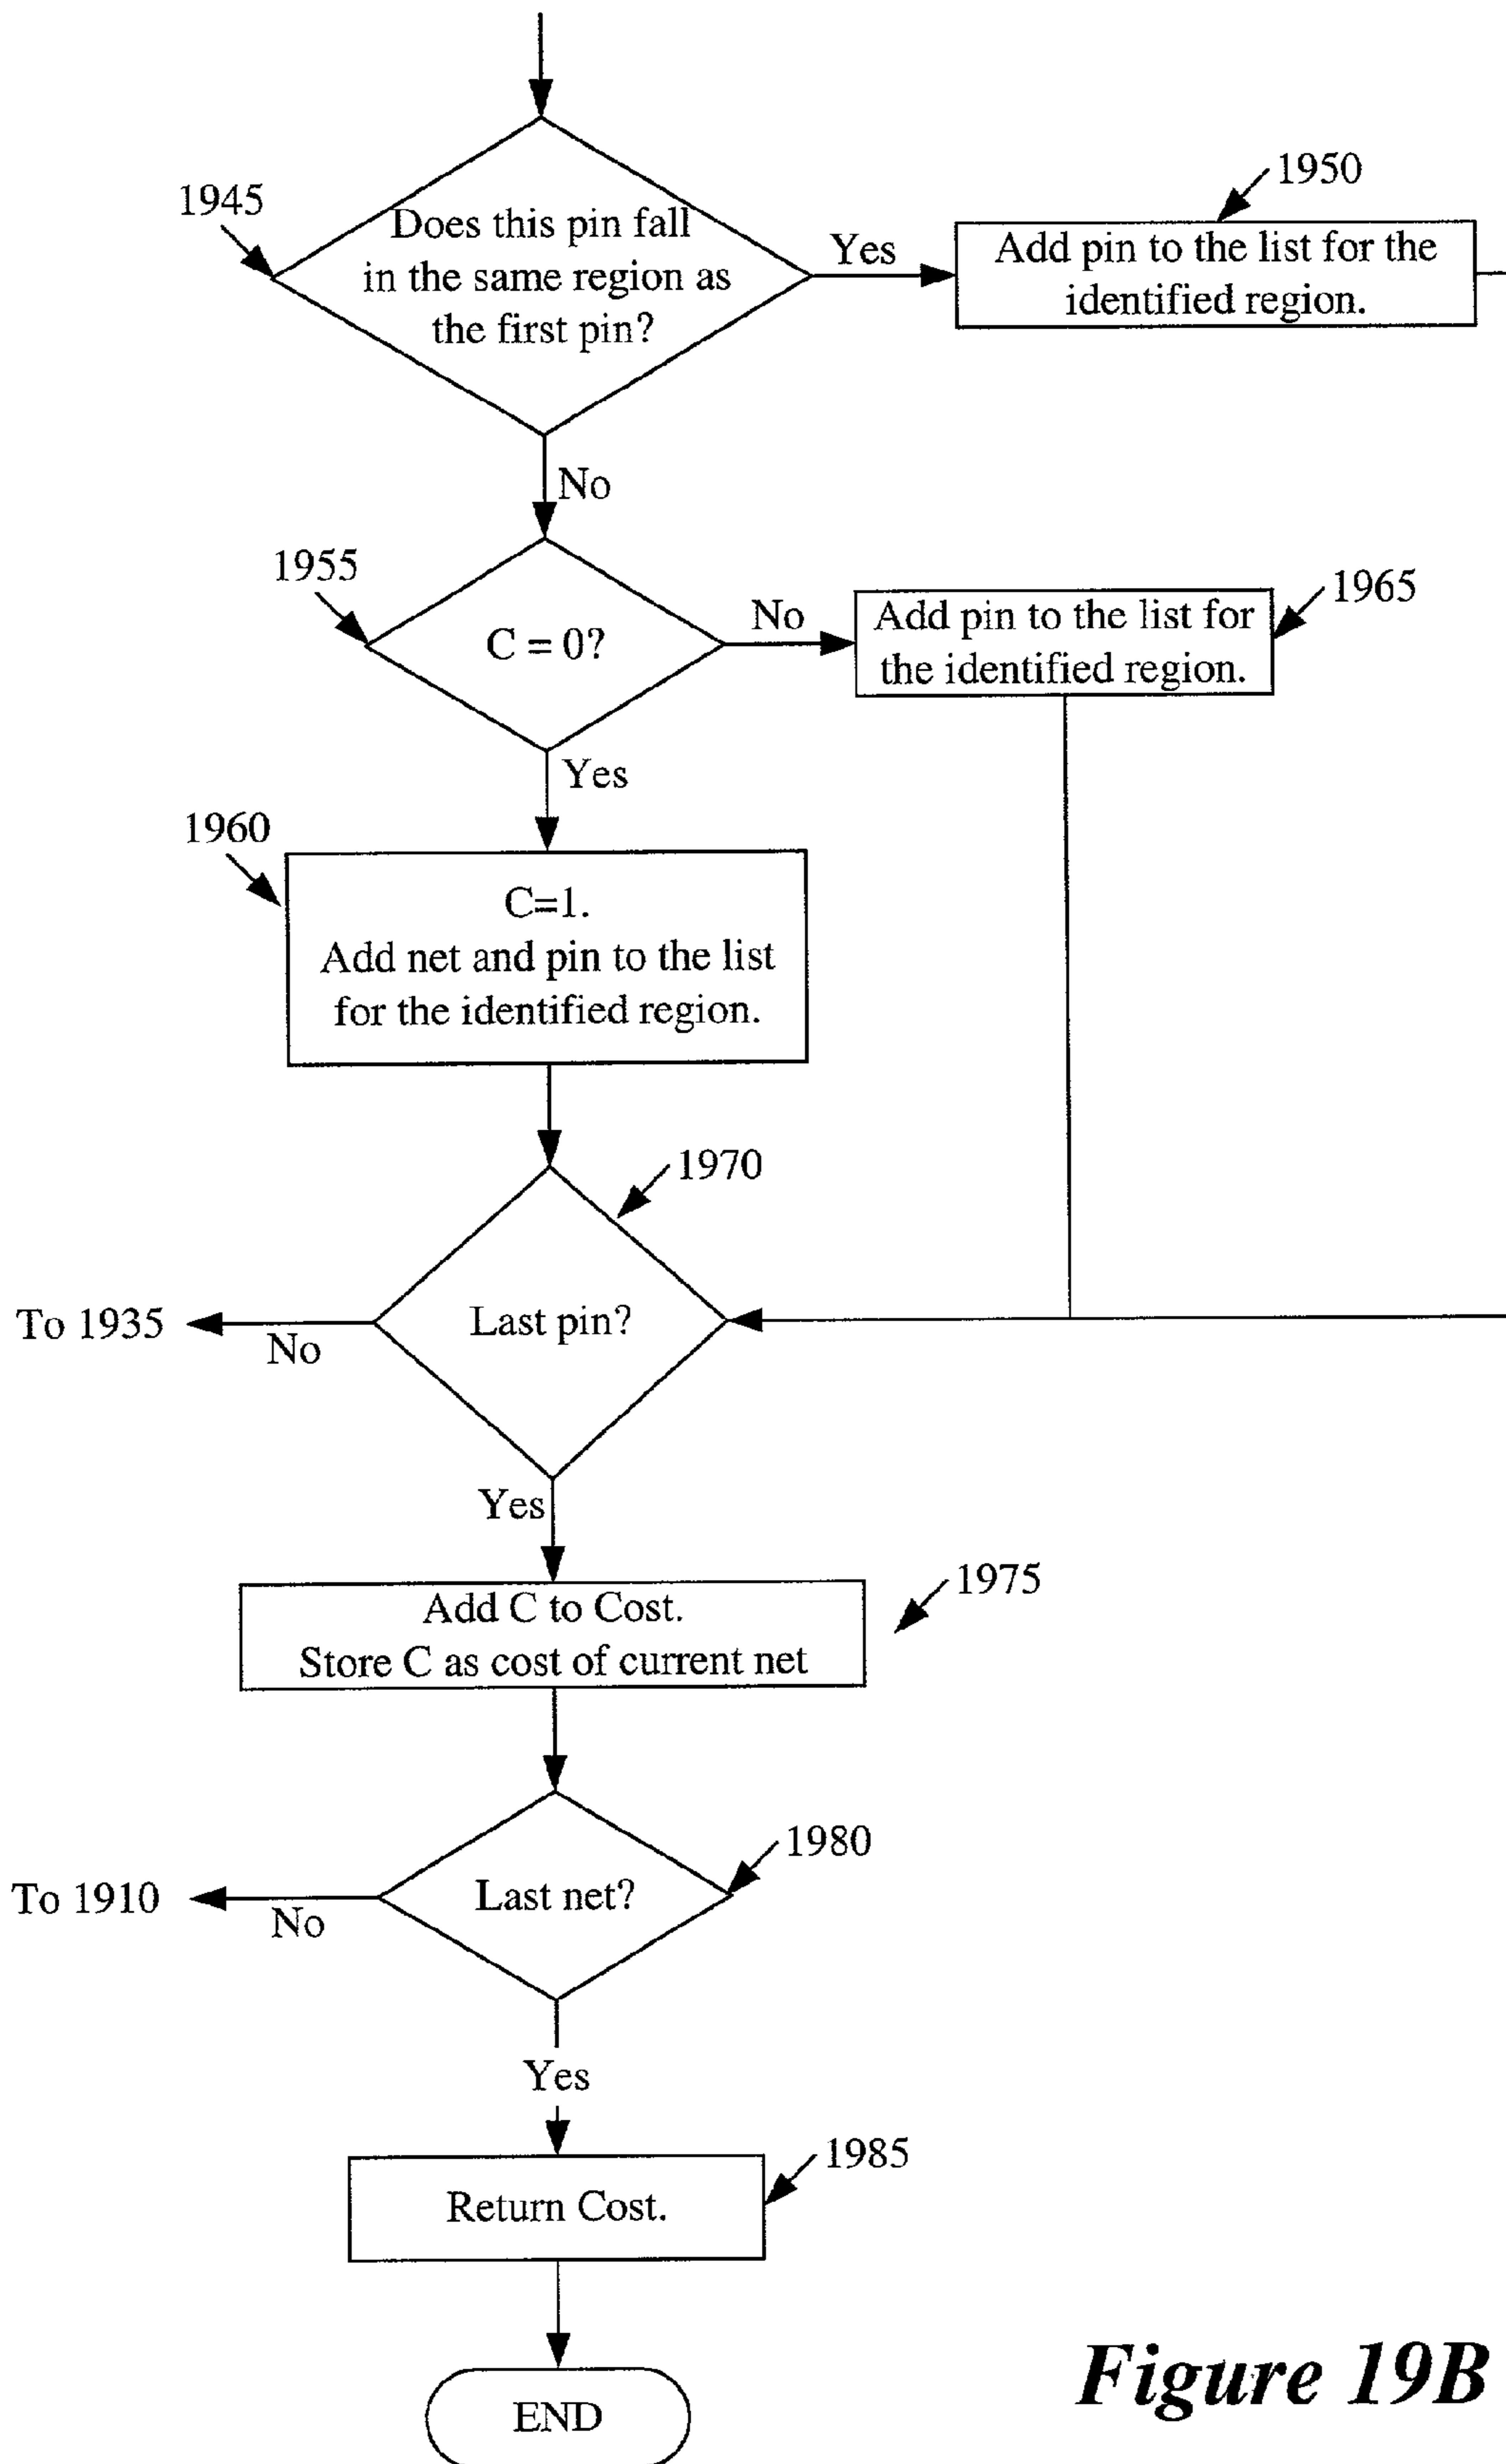 1945
Does this pin fall
in the same region as
the first pin?
Yes
1950
Add pin to the list for the
identified region.
No
1955
C = 0?
No
1965
Add pin to the list for
the identified region.
Yes
1960
C=1.
Add net and pin to the list
for the identified region.
1970
Last pin?
To 1935
No
Yes
1975
Add C to Cost.
Store C as cost of current net
1980
Last net?
To 1910
No
Yes
1985
Return Cost.
END
Figure 19B